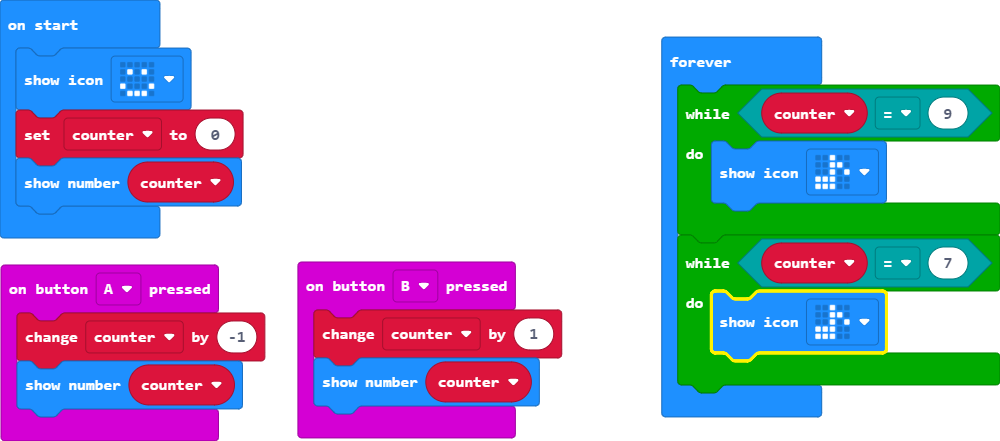 on start
show icon
set counter to 0
show number counter
on button A pressed
change counter by -1
show number counter
on button B pressed
change counter by 1
show number counter
forever
while counter = 9
do
show icon
while counter = 7
do
show icon